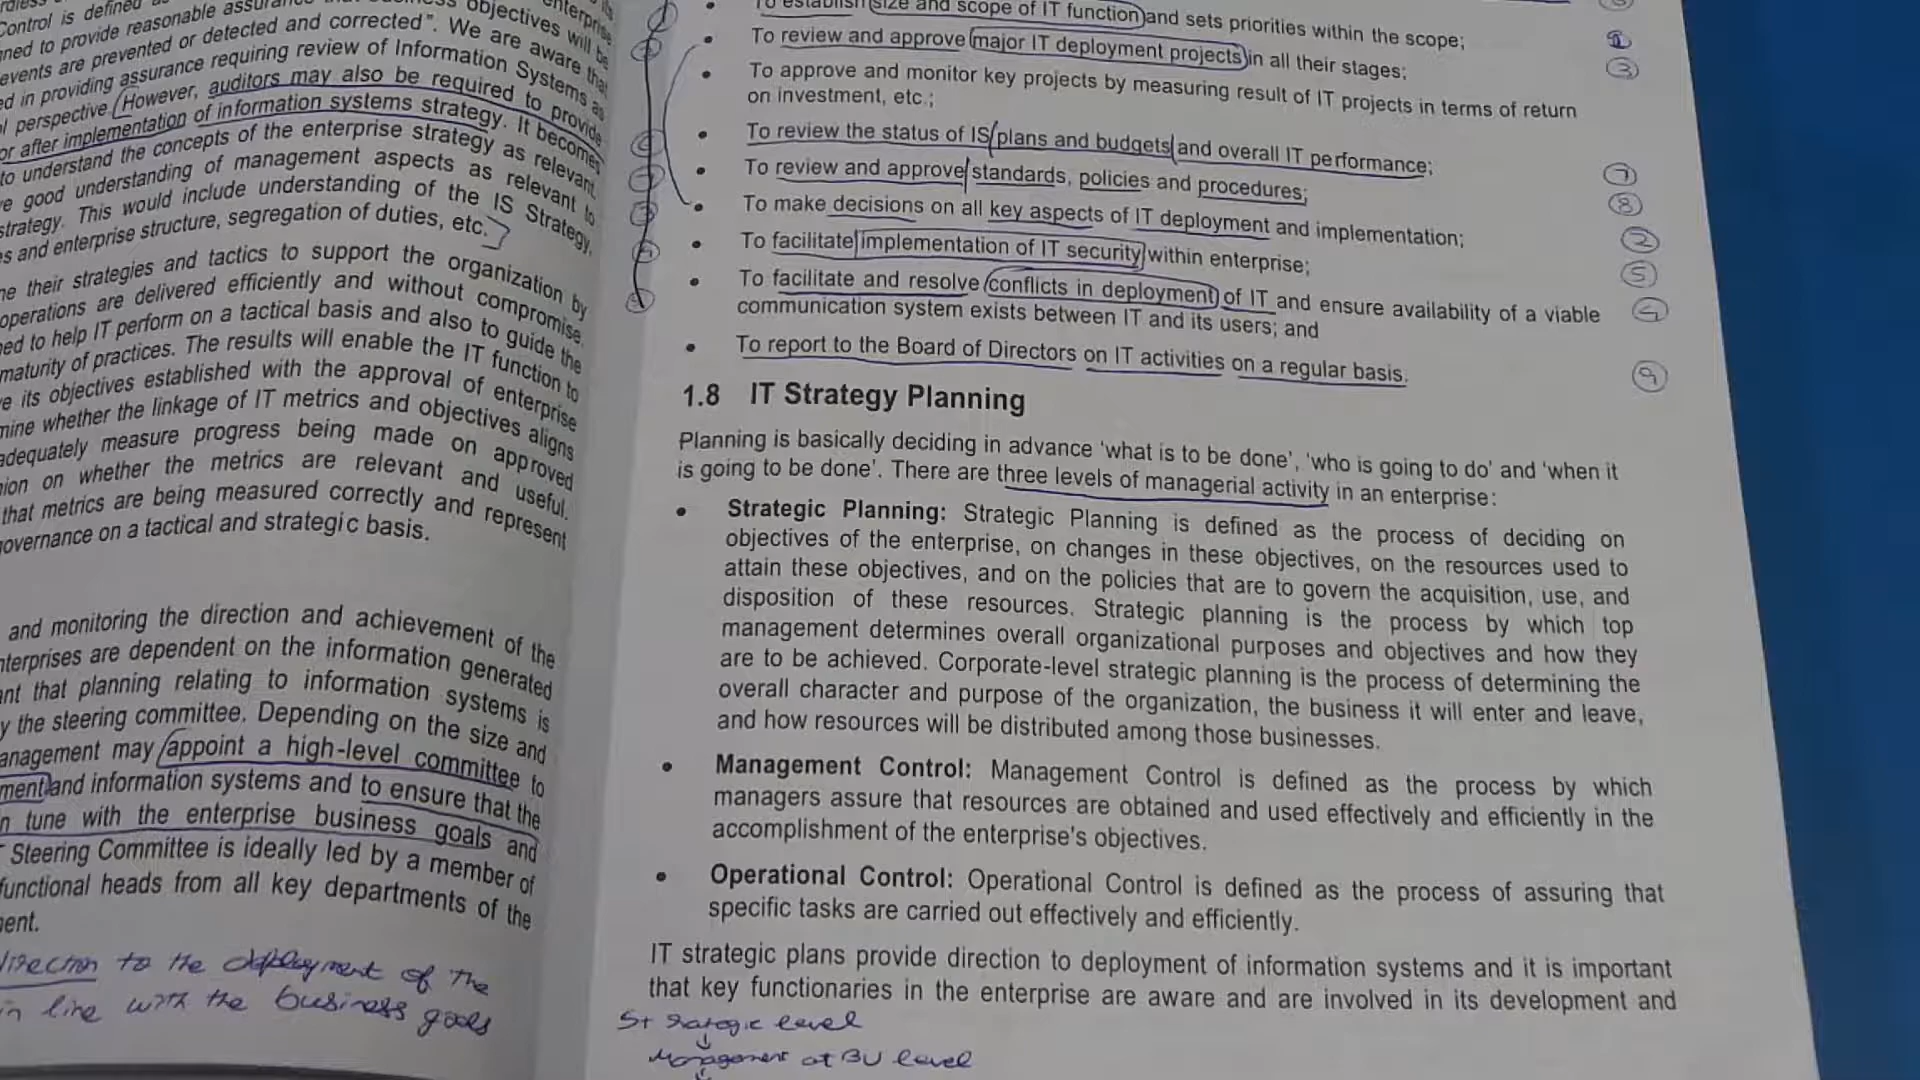 Control is defined
ned to provide reasonable
objectives will be
events are prevented or detected and corrected”. We are aware that
ed in providing assurance requiring review of Information Systems as
perspective. However, auditors may also be required to provide
or after implementation of information systems strategy. It becomes
to understand the concepts of the enterprise strategy as relevant.
e good understanding of management aspects as relevant to
strategy. This would include understanding of the IS Strategy,
s and enterprise structure, segregation of duties, etc.
ne their strategies and tactics to support the organization by
operations are delivered efficiently and without compromise.
ed to help IT perform on a tactical basis and also to guide the
maturity of practices. The results will enable the IT function to
e its objectives established with the approval of enterprise
mine whether the linkage of IT metrics and objectives aligns
adequately measure progress being made on approved
nion on whether the metrics are relevant and useful.
that metrics are being measured correctly and represent
governance on a tactical and strategic basis.
and monitoring the direction and achievement of the
nterprises are dependent on the information generated
ant that planning relating to information systems is
y the steering committee. Depending on the size and
anagement may appoint a high-level committee to
ment and information systems and to ensure that the
n tune with the enterprise business goals and
Steering Committee is ideally led by a member of
functional heads from all key departments of the
ment.
direction to the deployment of the
in line with the business goals
• To establish size and scope of IT function and sets priorities within the scope;
• To review and approve major IT deployment projects in all their stages; 3
• To approve and monitor key projects by measuring result of IT projects in terms of return
on investment, etc.;
• To review the status of IS plans and budgets and overall IT performance; 7
• To review and approve standards, policies and procedures; 8
• To make decisions on all key aspects of IT deployment and implementation; 2
• To facilitate implementation of IT security within enterprise; 5
• To facilitate and resolve conflicts in deployment of IT and ensure availability of a viable
communication system exists between IT and its users; and
• To report to the Board of Directors on IT activities on a regular basis. 9
1.8 IT Strategy Planning
Planning is basically deciding in advance ‘what is to be done’, ‘who is going to do’ and ‘when it
is going to be done’. There are three levels of managerial activity in an enterprise:
• Strategic Planning: Strategic Planning is defined as the process of deciding on
objectives of the enterprise, on changes in these objectives, on the resources used to
attain these objectives, and on the policies that are to govern the acquisition, use, and
disposition of these resources. Strategic planning is the process by which top
management determines overall organizational purposes and objectives and how they
are to be achieved. Corporate-level strategic planning is the process of determining the
overall character and purpose of the organization, the business it will enter and leave,
and how resources will be distributed among those businesses.
• Management Control: Management Control is defined as the process by which
managers assure that resources are obtained and used effectively and efficiently in the
accomplishment of the enterprise's objectives.
• Operational Control: Operational Control is defined as the process of assuring that
specific tasks are carried out effectively and efficiently.
IT strategic plans provide direction to deployment of information systems and it is important
that key functionaries in the enterprise are aware and are involved in its development and
Strategic level
Management at BU level